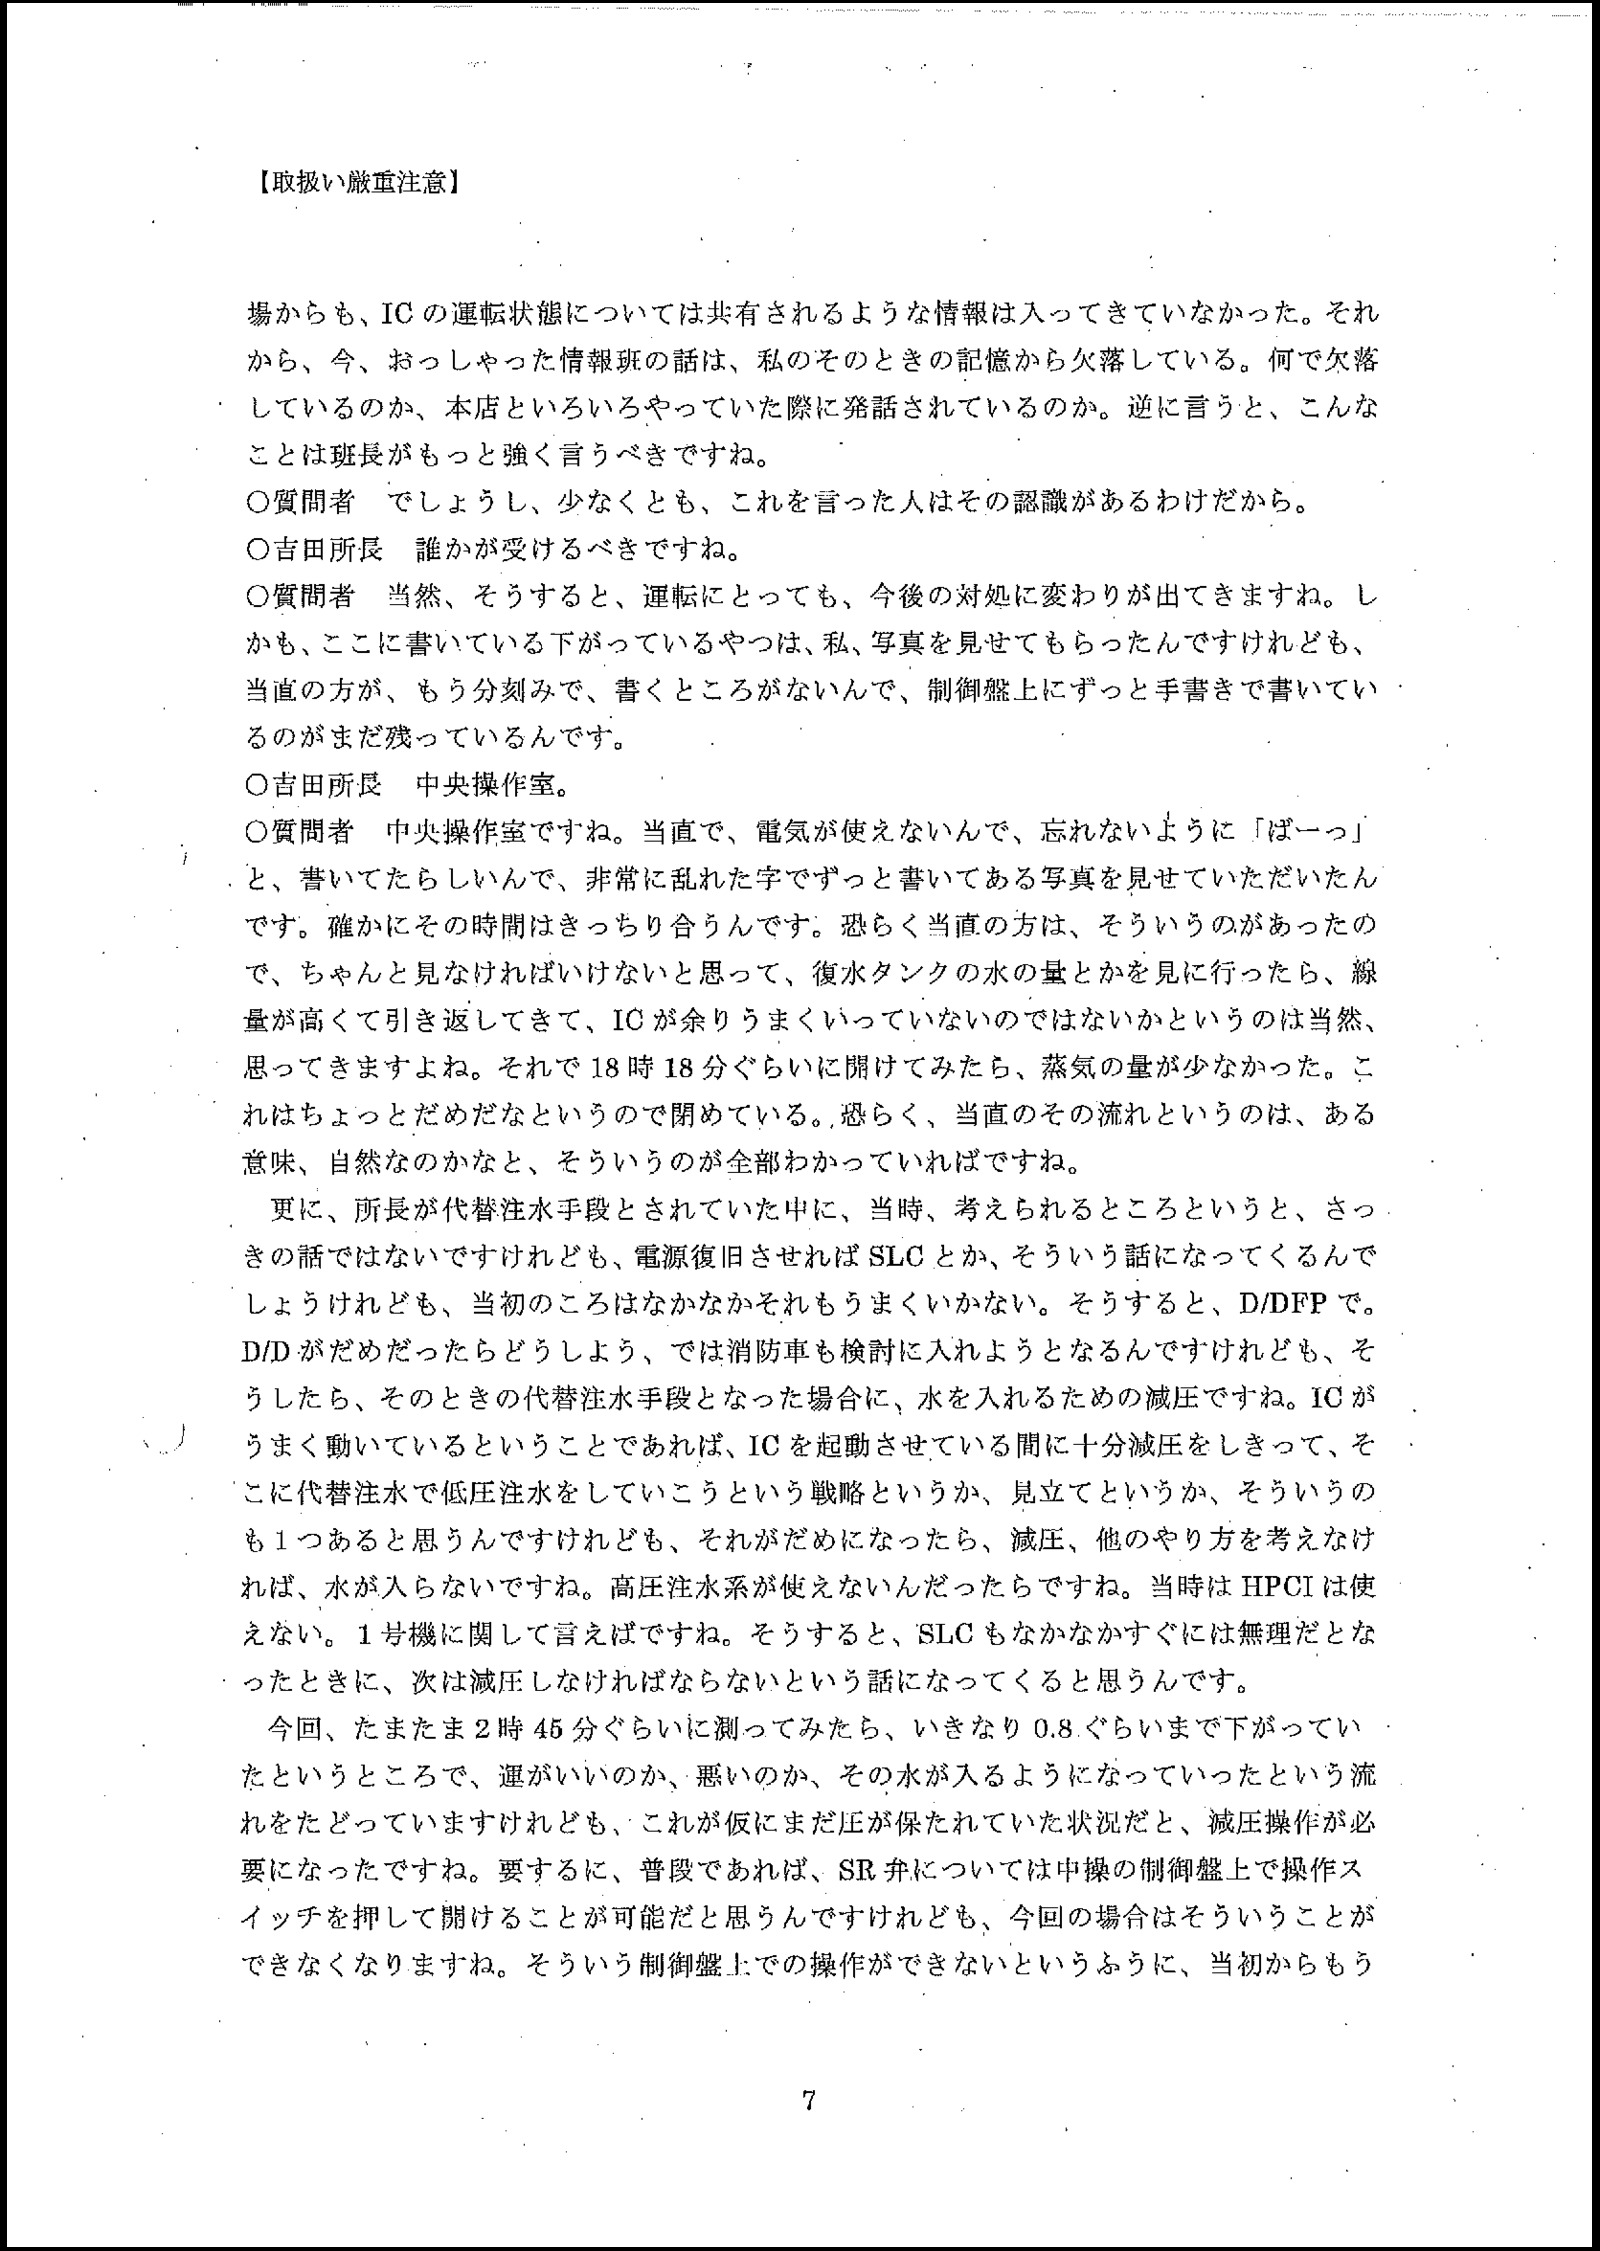 【取扱い厳重注意】
場からも、ICの運転状態については共有されるような情報は入ってきていなかった。それ
から、今、おっしゃった情報班の話は、私のそのときの記憶から欠落している。何で欠落
しているのか、本店といろいろやっていた際に発話されているのか。逆に言うと、こんな
ことは班長がもっと強く言うべきですね。
○質問者　でしょうし、少なくとも、これを言った人はその認識があるわけだから。
○吉田所長　誰かが受けるべきですね。
○質問者　当然、そうすると、運転にとっても、今後の対処に変わりが出てきますね。し
かも、ここに書いている下がっているやつは、私、写真を見せてもらったんですけれども、
当直の方が、もう分刻みで、書くところがないんで、制御盤上にずっと手書きで書いてい
るのがまだ残っているんです。
○吉田所長　中央操作室。
○質問者　中央操作室ですね。当直で、電気が使えないんで、忘れないように「ばーっ」
と、書いてたらしいんで、非常に乱れた字でずっと書いてある写真を見せていただいたん
です。確かにその時間はきっちり合うんです。恐らく当直の方は、そういうのがあったの
で、ちゃんと見なければいけないと思って、復水タンクの水の量とかを見に行ったら、線
量が高くて引き返してきて、ICが余りうまくいっていないのではないかというのは当然、
思ってきますよね。それで18時18分ぐらいに開けてみたら、蒸気の量が少なかった。こ
れはちょっとだめだなというので閉めている。恐らく、当直のその流れというのは、ある
意味、自然なのかなと、そういうのが全部わかっていればですね。
　更に、所長が代替注水手段とされていた中に、当時、考えられるところというと、さっ
きの話ではないですけれども、電源復旧させればSLCとか、そういう話になってくるんで
しょうけれども、当初のころはなかなかそれもうまくいかない。そうすると、D/DFPで。
D/Dがだめだったらどうしよう、では消防車も検討に入れようとなるんですけれども、そ
うしたら、そのときの代替注水手段となった場合に、水を入れるための減圧ですね。ICが
うまく動いているということであれば、ICを起動させている間に十分減圧をしきって、そ
こに代替注水で低圧注水をしていこうという戦略というか、見立てというか、そういうの
も1つあると思うんですけれども、それがだめになったら、減圧、他のやり方を考えなけ
れば、水が入らないですね。高圧注水系が使えないんだったらですね。当時はHPCIは使
えない。1号機に関して言えばですね。そうすると、SLCもなかなかすぐには無理だとな
ったときに、次は減圧しなければならないという話になってくると思うんです。
　今回、たまたま2時45分ぐらいに測ってみたら、いきなり0.8ぐらいまで下がってい
たというところで、運がいいのか、悪いのか、その水が入るようになっていったという流
れをたどっていますけれども、これが仮にまだ圧が保たれていた状況だと、減圧操作が必
要になったですね。要するに、普段であれば、SR弁については中操の制御盤上で操作ス
イッチを押して開けることが可能だと思うんですけれども、今回の場合はそういうことが
できなくなりますね。そういう制御盤上での操作ができないというふうに、当初からもう
7